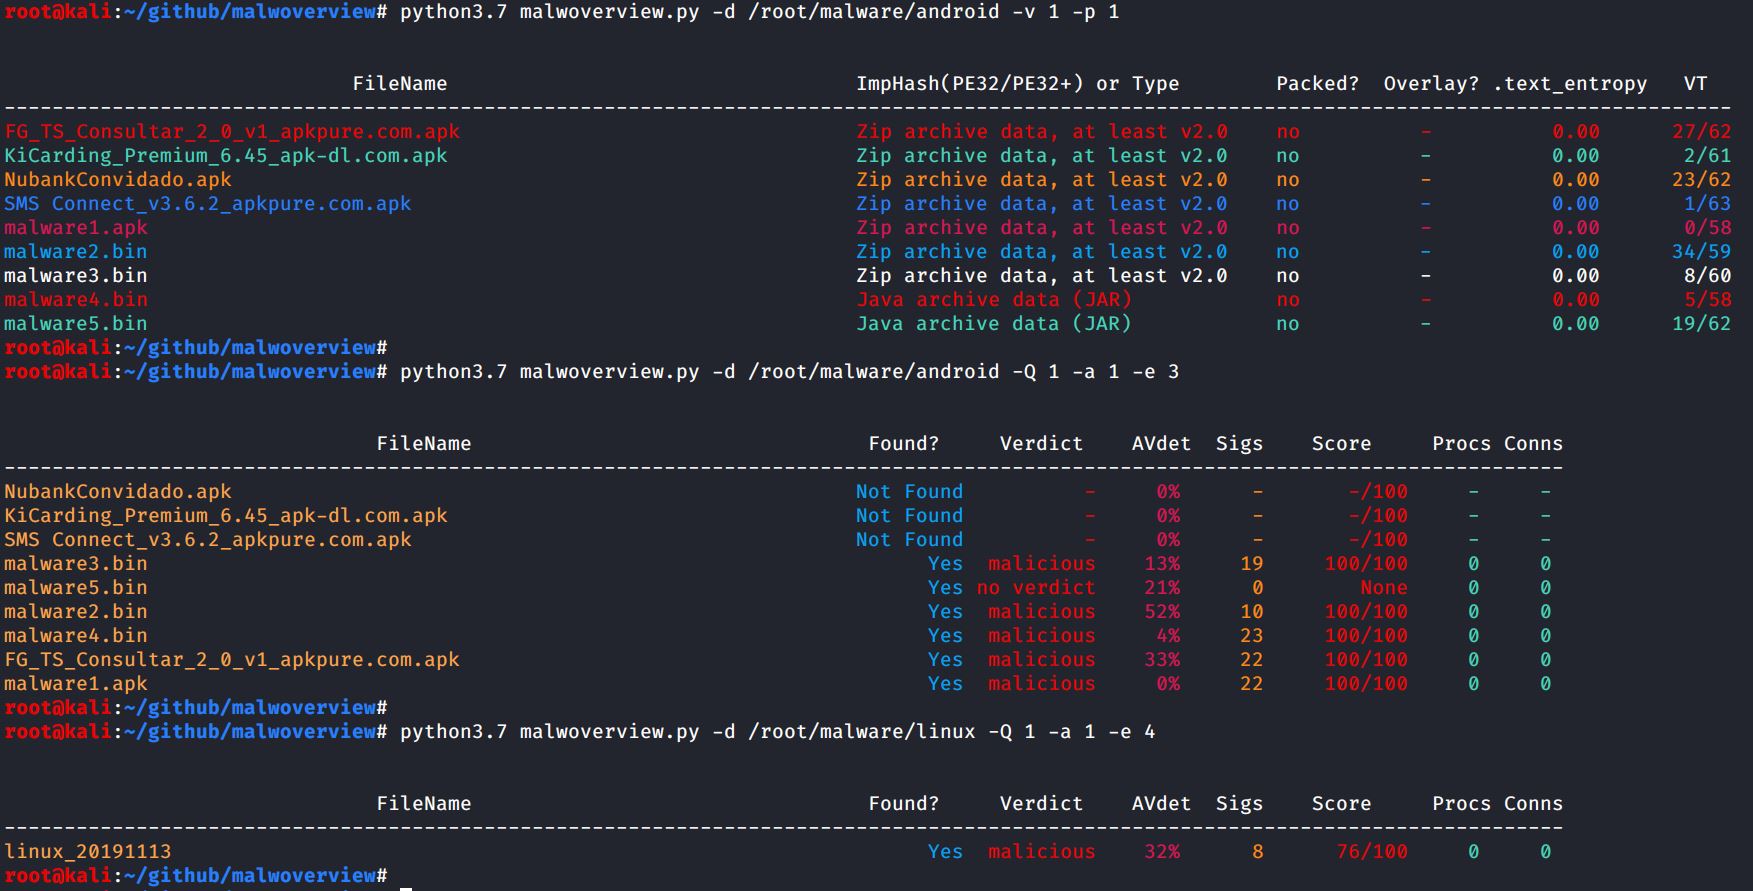 root@kali:~/github/malwoverview# python3.7 malwoverview.py -d /root/malware/android -v 1 -p 1
FileName ImpHash(PE32/PE32+) or Type Packed? Overlay? .text_entropy VT
-------------------------------------------------------------------------------------------------------------------------------------------------
FG_TS_Consultar_2_0_v1_apkpure.com.apk Zip archive data, at least v2.0 no - 0.00 27/62
KiCarding_Premium_6.45_apk-dl.com.apk Zip archive data, at least v2.0 no - 0.00 2/61
NubankConvidado.apk Zip archive data, at least v2.0 no - 0.00 23/62
SMS Connect_v3.6.2_apkpure.com.apk Zip archive data, at least v2.0 no - 0.00 1/63
malware1.apk Zip archive data, at least v2.0 no - 0.00 0/58
malware2.bin Zip archive data, at least v2.0 no - 0.00 34/59
malware3.bin Zip archive data, at least v2.0 no - 0.00 8/60
malware4.bin Java archive data (JAR) no - 0.00 5/58
malware5.bin Java archive data (JAR) no - 0.00 19/62
root@kali:~/github/malwoverview#
root@kali:~/github/malwoverview# python3.7 malwoverview.py -d /root/malware/android -Q 1 -a 1 -e 3
FileName Found? Verdict AVdet Sigs Score Procs Conns
----------------------------------------------------------------------------------------------------------------------------------
NubankConvidado.apk Not Found - 0% - -/100 - -
KiCarding_Premium_6.45_apk-dl.com.apk Not Found - 0% - -/100 - -
SMS Connect_v3.6.2_apkpure.com.apk Not Found - 0% - -/100 - -
malware3.bin Yes malicious 13% 19 100/100 0 0
malware5.bin Yes no verdict 21% 0 None 0 0
malware2.bin Yes malicious 52% 10 100/100 0 0
malware4.bin Yes malicious 4% 23 100/100 0 0
FG_TS_Consultar_2_0_v1_apkpure.com.apk Yes malicious 33% 22 100/100 0 0
malware1.apk Yes malicious 0% 22 100/100 0 0
root@kali:~/github/malwoverview#
root@kali:~/github/malwoverview# python3.7 malwoverview.py -d /root/malware/linux -Q 1 -a 1 -e 4
FileName Found? Verdict AVdet Sigs Score Procs Conns
----------------------------------------------------------------------------------------------------------------------------------
linux_20191113 Yes malicious 32% 8 76/100 0 0
root@kali:~/github/malwoverview#